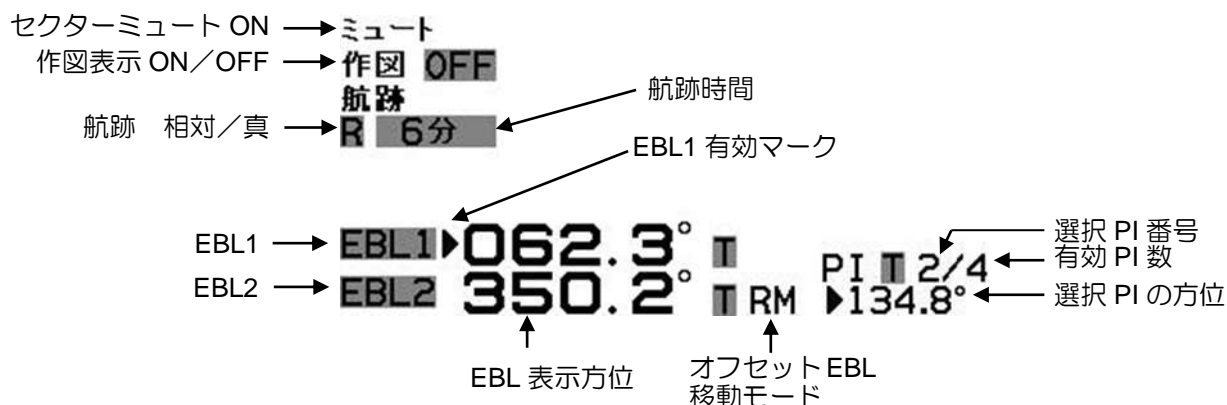 セクターミュート ON
ミュート
作図表示 ON／OFF
作図 OFF
航跡
航跡　相対／真
R 6分
航跡時間
EBL1 有効マーク
EBL1
EBL1 ▶062.3° T
EBL2
EBL2 350.2° T RM
PI T 2/4
▶134.8°
選択 PI 番号
有効 PI 数
選択 PI の方位
EBL 表示方位
オフセット EBL
移動モード